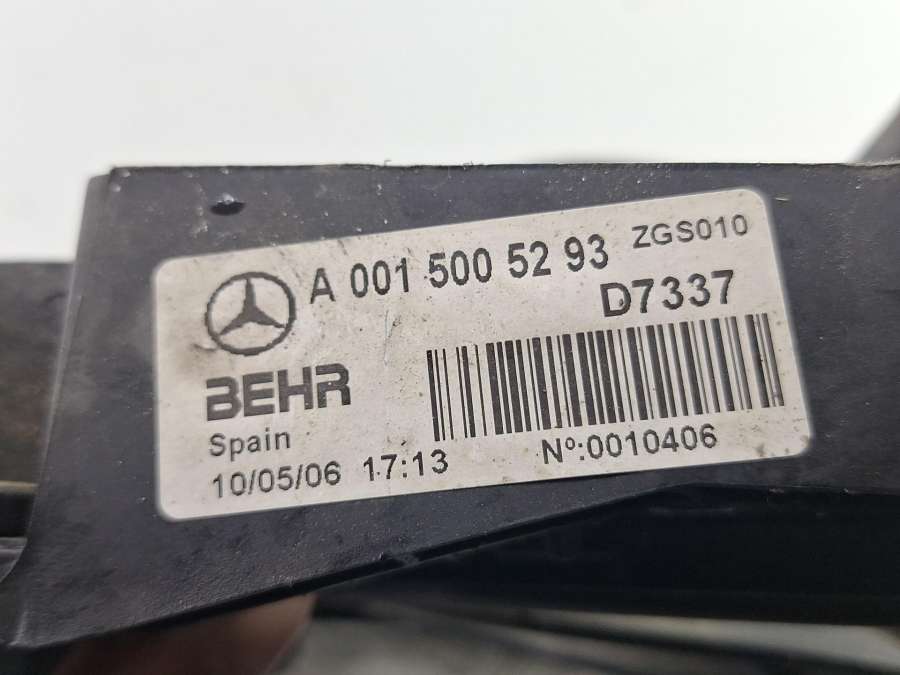 A 001 500 52 93 ZGS010
D7337
BEHR
Spain
10/05/06 17:13
Nº:0010406